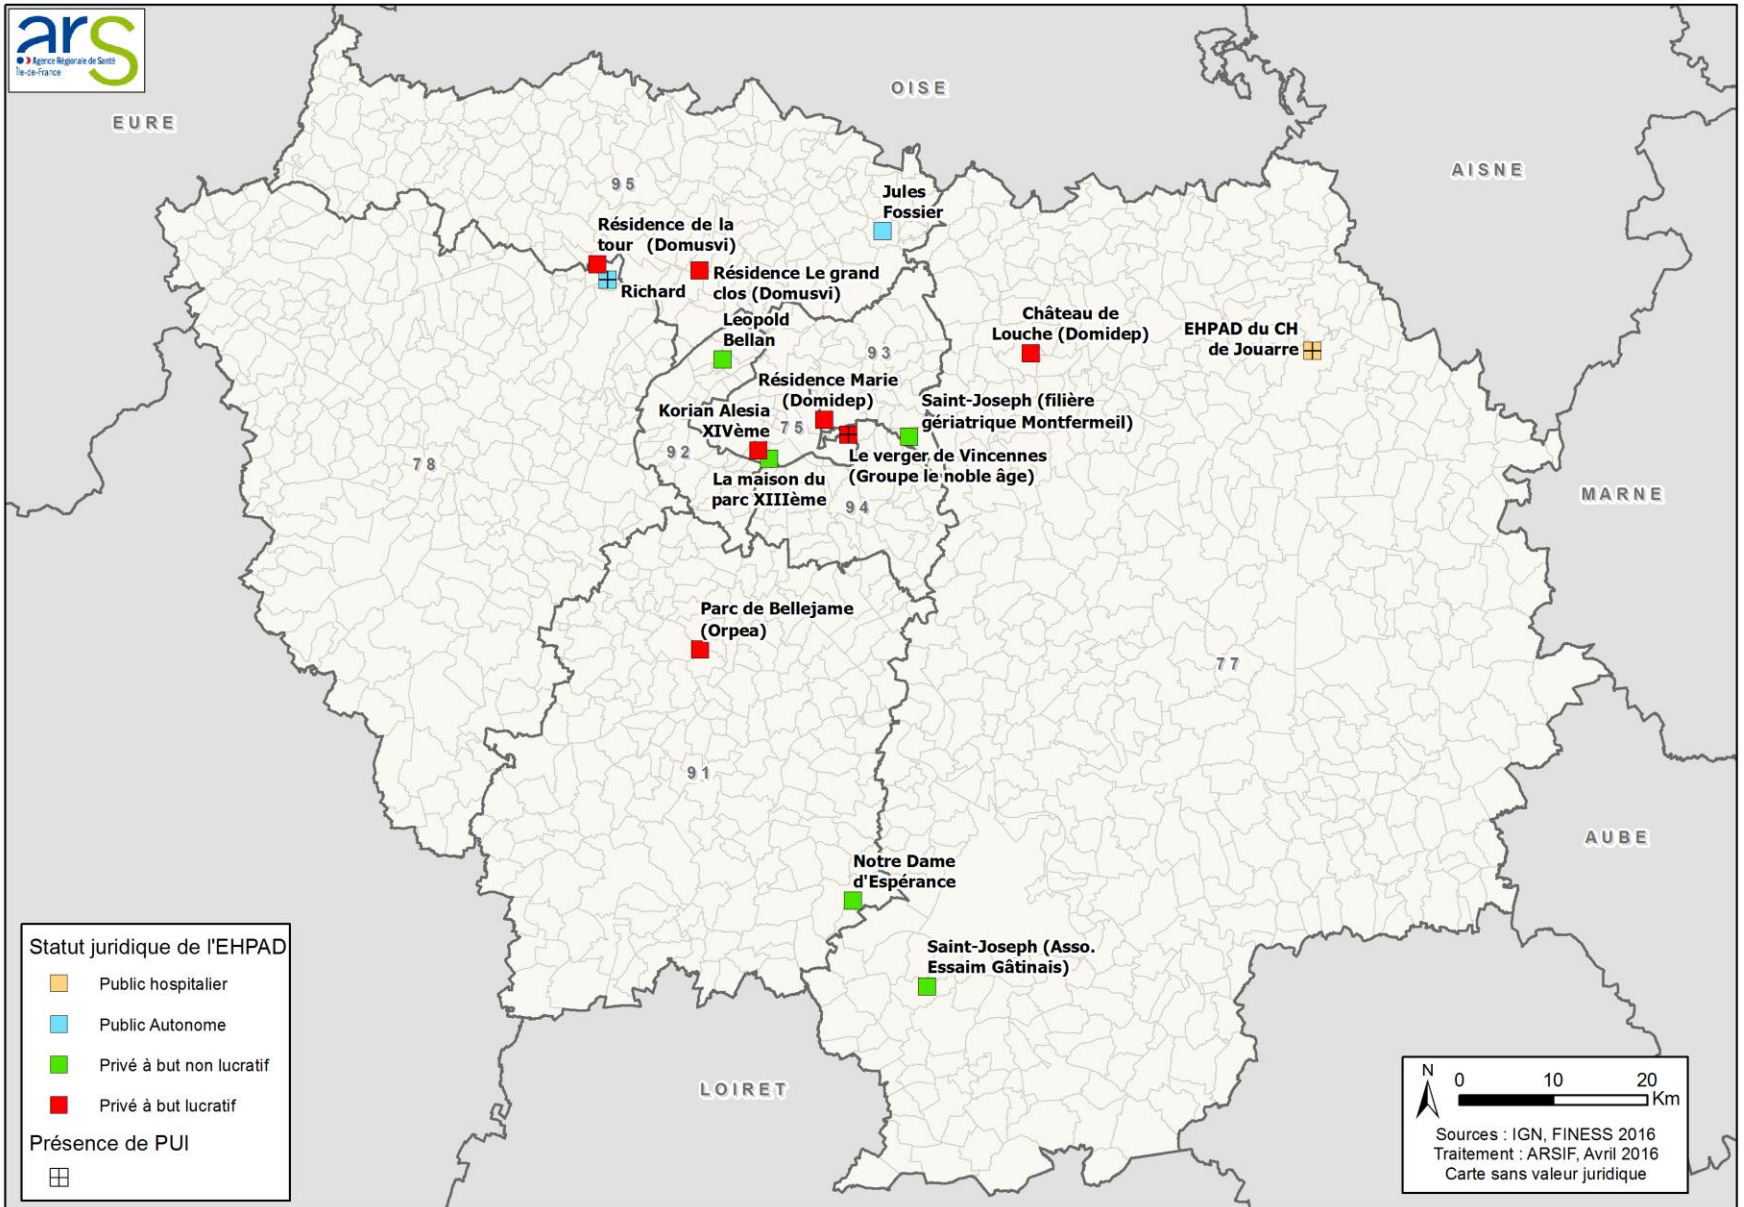 ars
Agence Régionale de Santé
Île-de-France
OISE
EURE
AISNE
95
Jules
Fossier
Résidence de la
tour (Domusvi)
Richard
Résidence Le grand
clos (Domusvi)
Leopold
Bellan
93
Château de
Louche (Domidep)
EHPAD du CH
de Jouarre
Résidence Marie
(Domidep)
Korian Alesia
XIVème
75
Saint-Joseph (filière
gériatrique Montfermeil)
92
78
Le verger de Vincennes
(Groupe le noble âge)
La maison du
parc XIIIème
94
MARNE
Parc de Bellejame
(Orpea)
77
91
AUBE
Notre Dame
d'Espérance
Saint-Joseph (Asso.
Essaim Gâtinais)
LOIRET
Statut juridique de l'EHPAD
Public hospitalier
Public Autonome
Privé à but non lucratif
Privé à but lucratif
Présence de PUI
N
0 10 20
Km
Sources : IGN, FINESS 2016
Traitement : ARSIF, Avril 2016
Carte sans valeur juridique